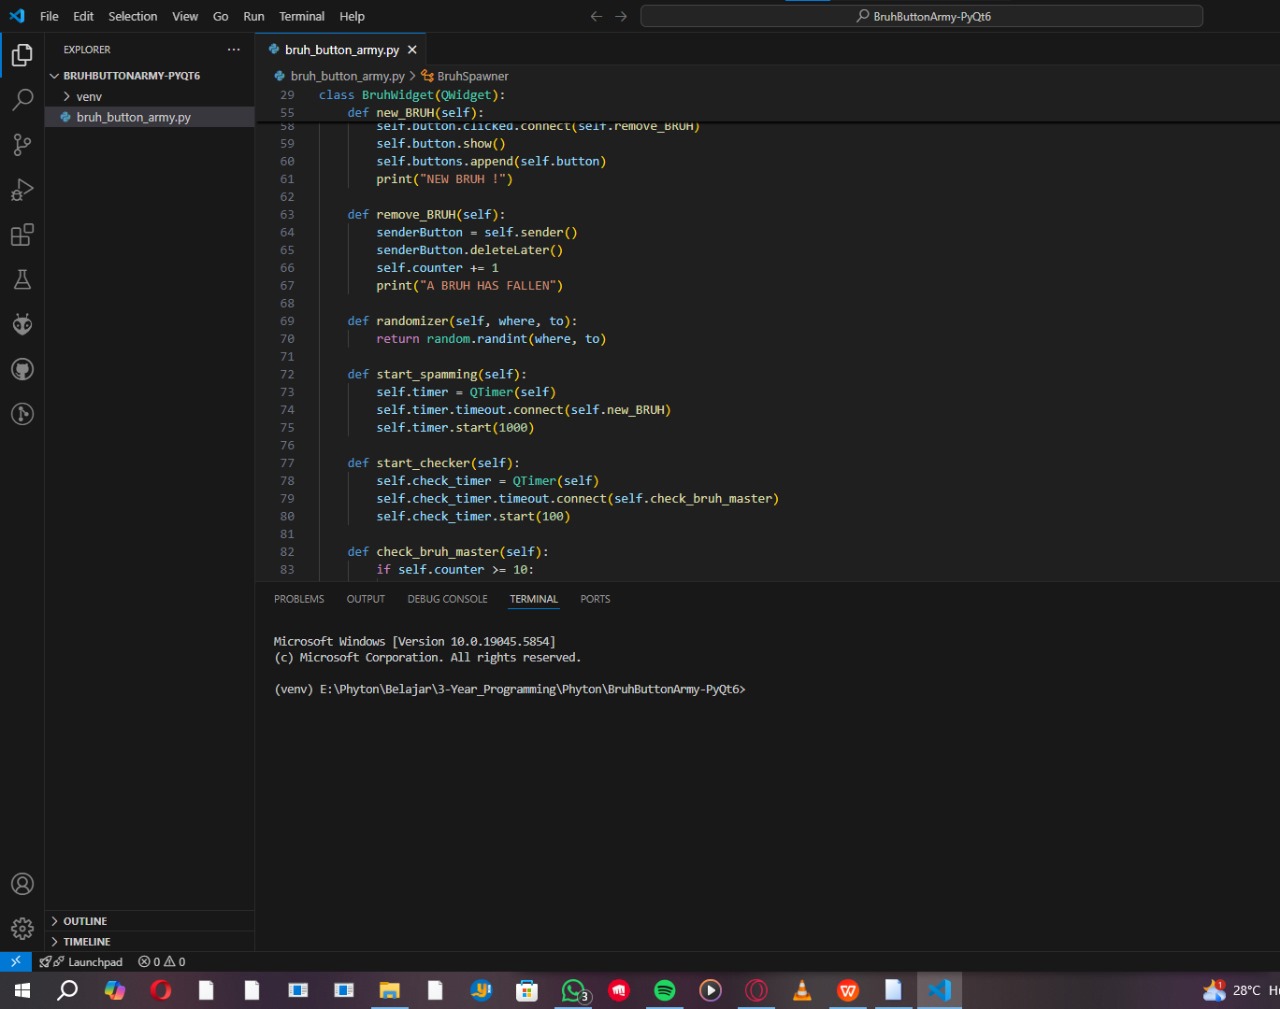 File Edit Selection View Go Run Terminal Help
BruhButtonArmy-PyQt6
EXPLORER
BRUHBUTTONARMY-PYQT6
venv
bruh_button_army.py
OUTLINE
TIMELINE
bruh_button_army.py
bruh_button_army.py > BruhSpawner
29 class BruhWidget(QWidget):
55 def new_BRUH(self):
58 self.button.clicked.connect(self.remove_BRUH)
59 self.button.show()
60 self.buttons.append(self.button)
61 print("NEW BRUH !")
62
63 def remove_BRUH(self):
64 senderButton = self.sender()
65 senderButton.deleteLater()
66 self.counter += 1
67 print("A BRUH HAS FALLEN")
68
69 def randomizer(self, where, to):
70 return random.randint(where, to)
71
72 def start_spamming(self):
73 self.timer = QTimer(self)
74 self.timer.timeout.connect(self.new_BRUH)
75 self.timer.start(1000)
76
77 def start_checker(self):
78 self.check_timer = QTimer(self)
79 self.check_timer.timeout.connect(self.check_bruh_master)
80 self.check_timer.start(100)
81
82 def check_bruh_master(self):
83 if self.counter >= 10:
PROBLEMS OUTPUT DEBUG CONSOLE TERMINAL PORTS
Microsoft Windows [Version 10.0.19045.5854]
(c) Microsoft Corporation. All rights reserved.
(venv) E:\Phyton\Belajar\3-Year_Programming\Phyton\BruhButtonArmy-PyQt6>
Launchpad 0 0
3 1 28°C